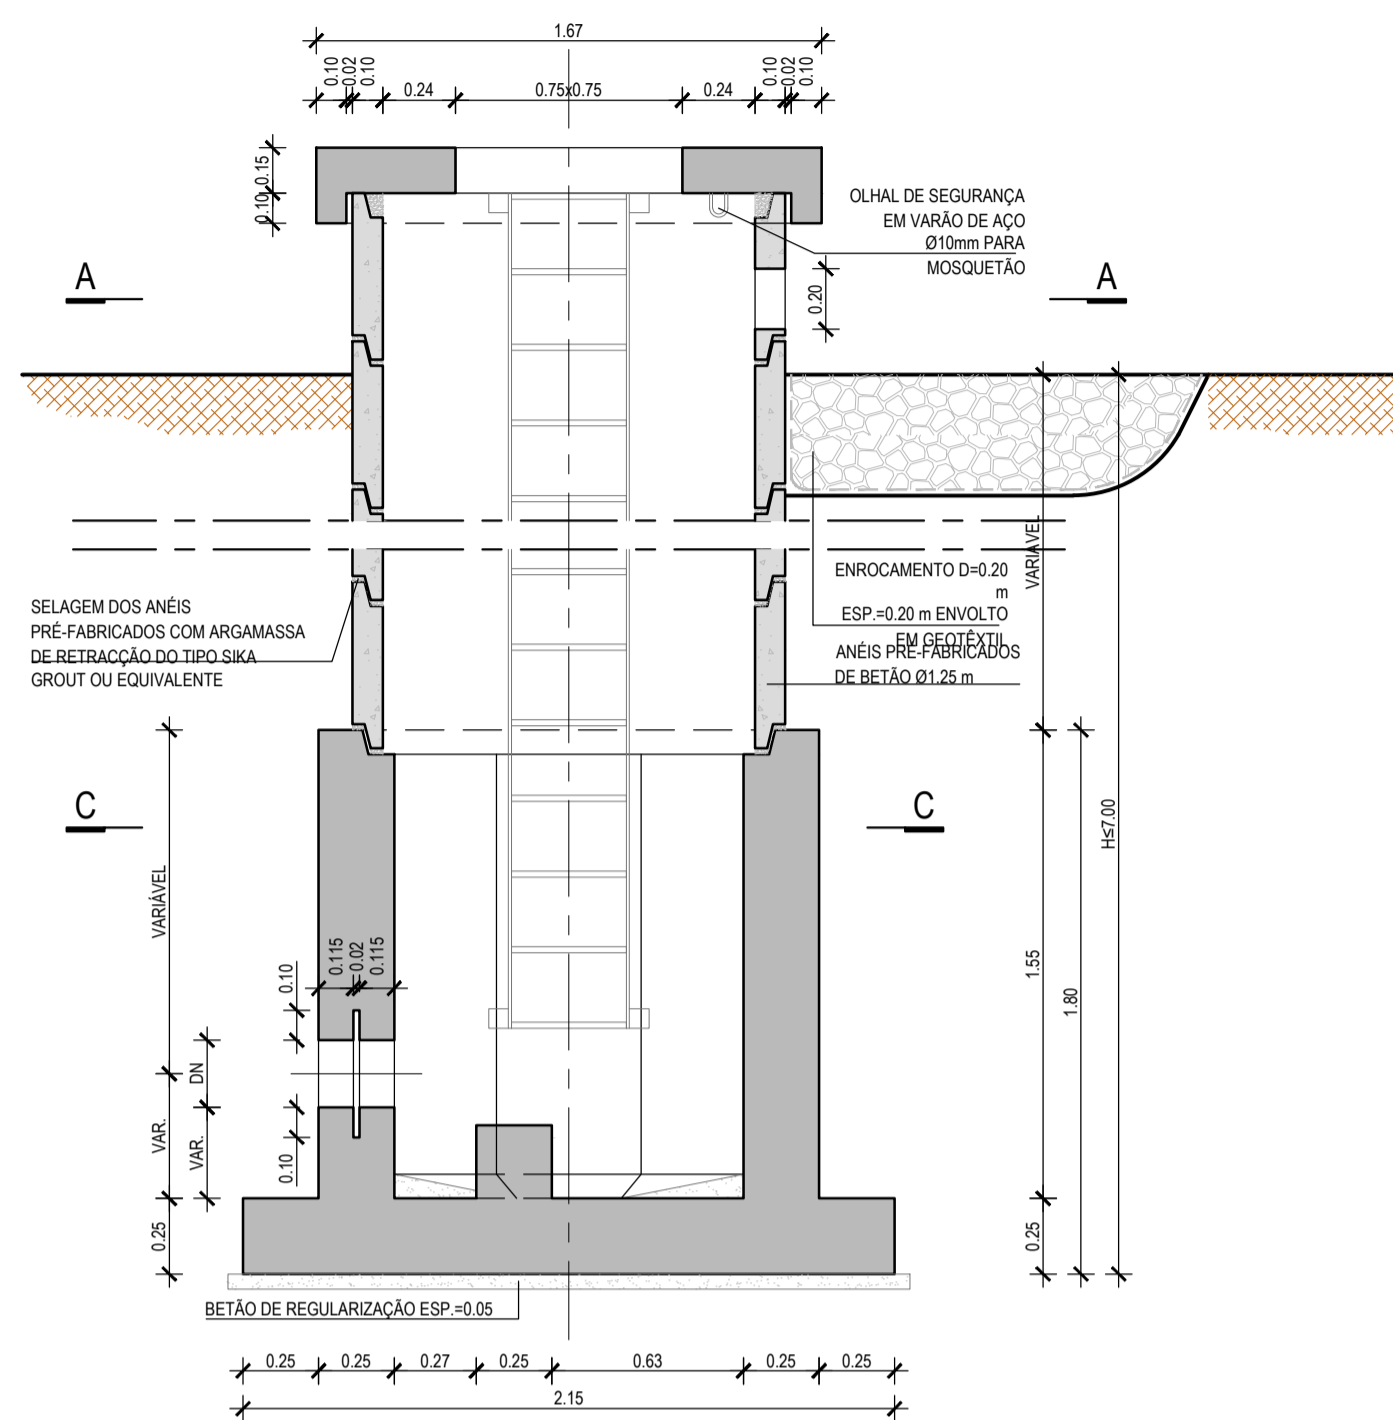 1.67
0.10
0.02
0.10
0.24
0.75x0.75
0.24
0.10
0.02
0.10
0.15
0.10
OLHAL DE SEGURANÇA
EM VARÃO DE AÇO
Ø10mm PARA
MOSQUETÃO
A
A
0.20
VARIÁVEL
ENROCAMENTO D=0.20
m
ESP.=0.20 m ENVOLTO
EM GEOTÊXTIL
ANÉIS PRÉ-FABRICADOS
DE BETÃO Ø1.25 m
SELAGEM DOS ANÉIS
PRÉ-FABRICADOS COM ARGAMASSA
DE RETRACÇÃO DO TIPO SIKA
GROUT OU EQUIVALENTE
C
C
H≤7.00
VARIÁVEL
0.115
0.02
0.115
0.10
1.55
1.80
DN
VAR.
VAR.
0.10
0.25
0.25
BETÃO DE REGULARIZAÇÃO ESP.=0.05
0.25
0.25
0.27
0.25
0.63
0.25
0.25
2.15